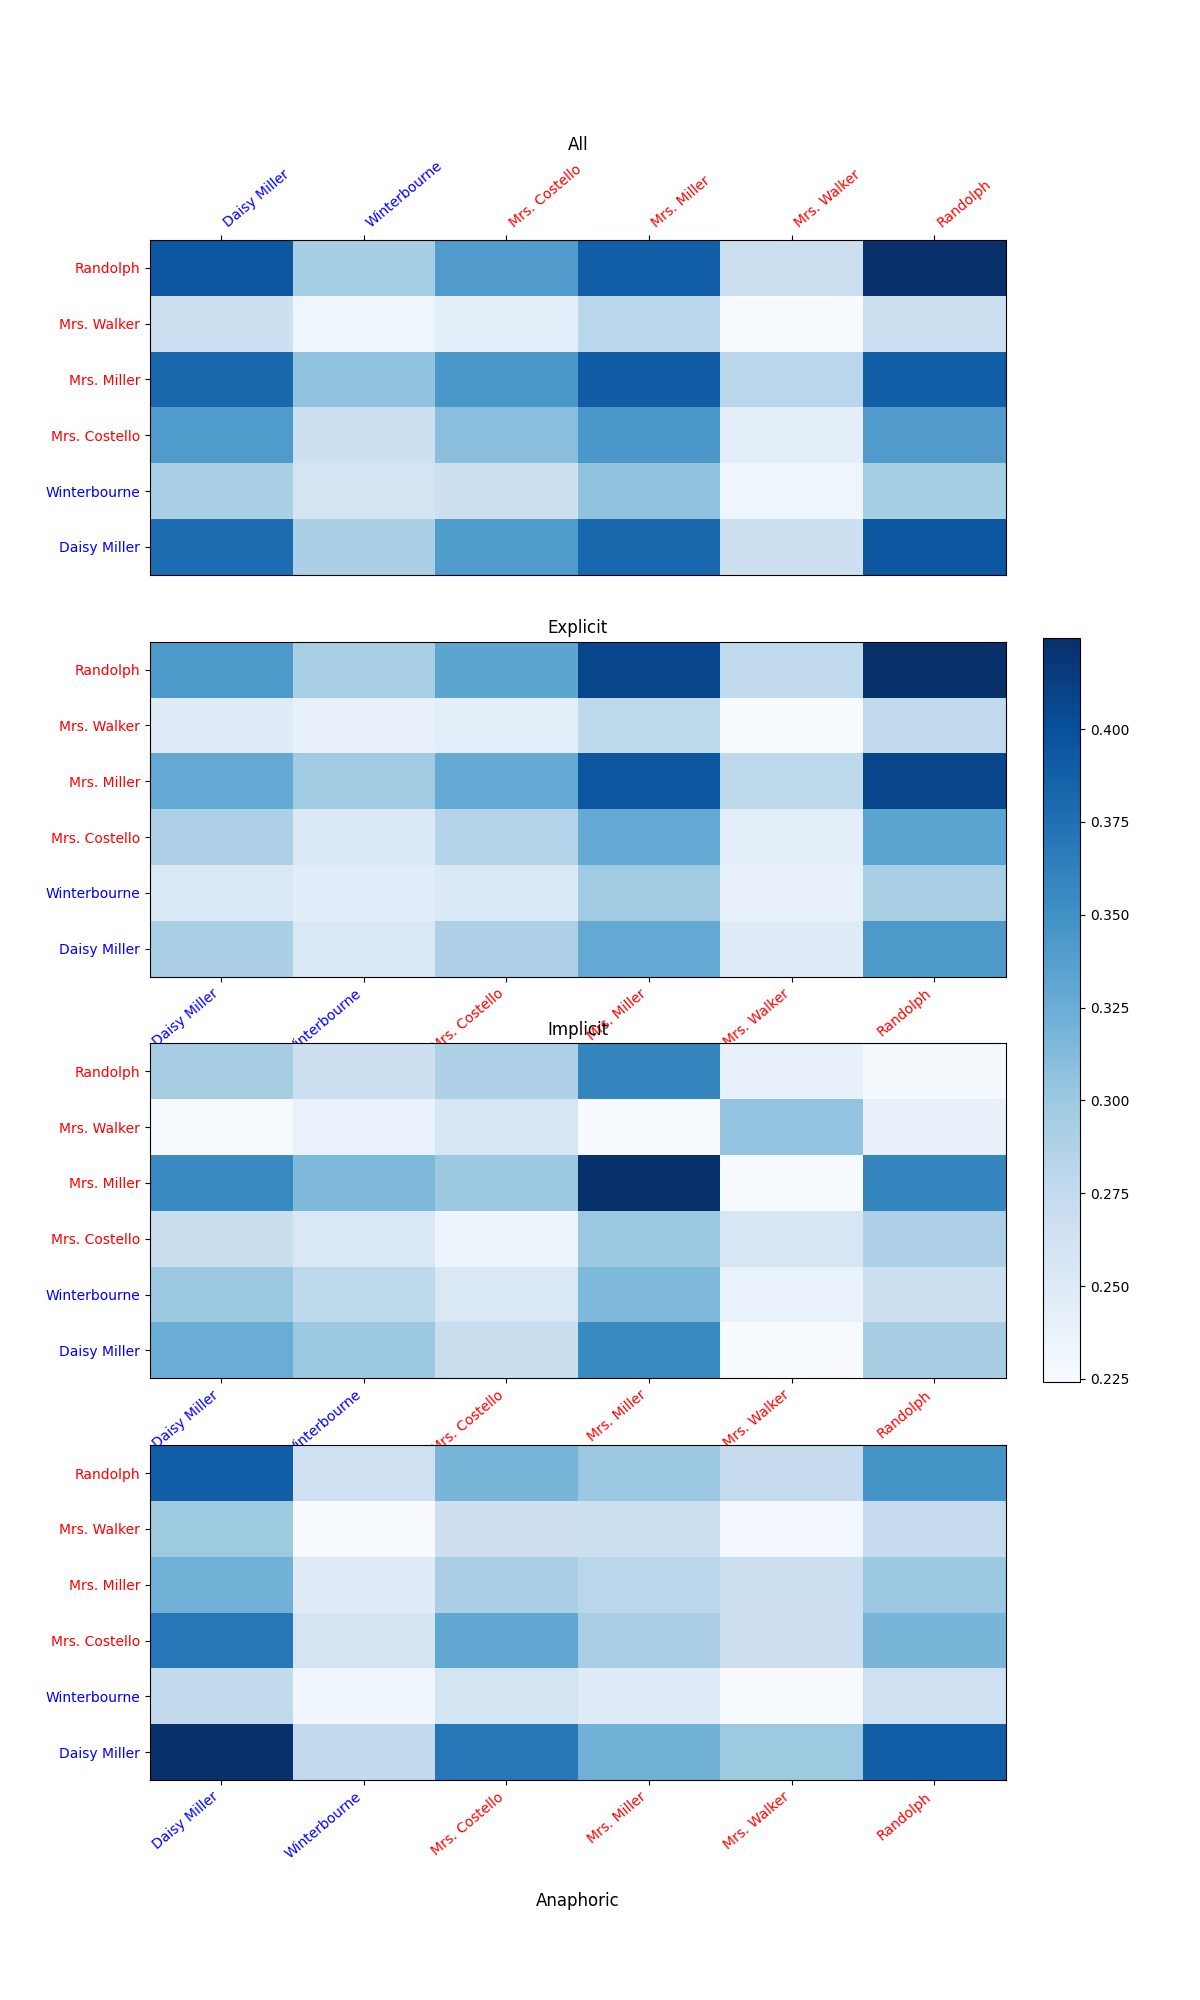 All
Daisy Miller Winterbourne Mrs. Costello Mrs. Miller Mrs. Walker Randolph
Randolph
Mrs. Walker
Mrs. Miller
Mrs. Costello
Winterbourne
Daisy Miller
Explicit
Randolph
Mrs. Walker
Mrs. Miller
Mrs. Costello
Winterbourne
Daisy Miller
Daisy Miller Winterbourne Mrs. Costello Mrs. Miller Mrs. Walker Randolph
0.400
0.375
0.350
0.325
0.300
0.275
0.250
0.225
Implicit
Randolph
Mrs. Walker
Mrs. Miller
Mrs. Costello
Winterbourne
Daisy Miller
Daisy Miller Winterbourne Mrs. Costello Mrs. Miller Mrs. Walker Randolph
Randolph
Mrs. Walker
Mrs. Miller
Mrs. Costello
Winterbourne
Daisy Miller
Daisy Miller Winterbourne Mrs. Costello Mrs. Miller Mrs. Walker Randolph
Anaphoric